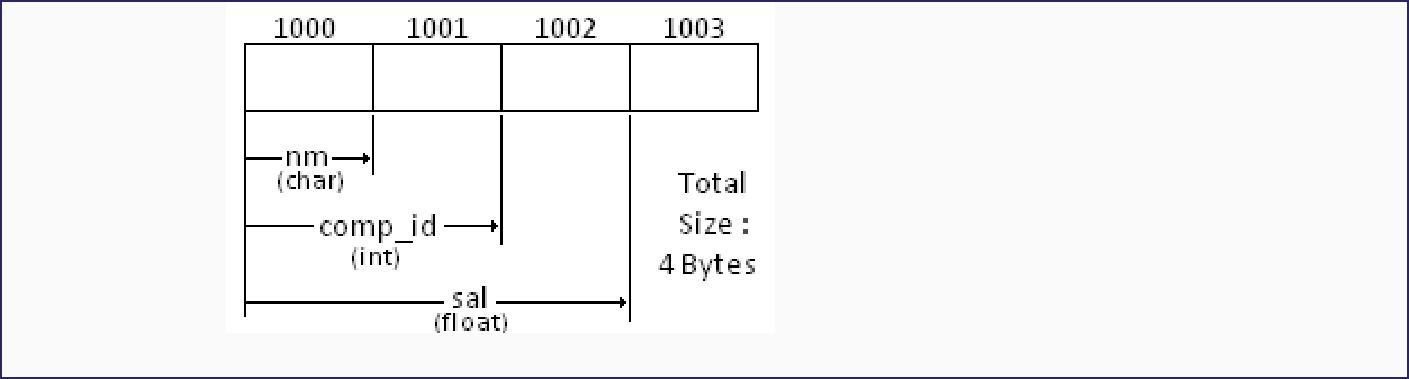 1000 1001 1002 1003
nm
(char)
comp_id
(int)
sal
(float)
Total
Size :
4 Bytes